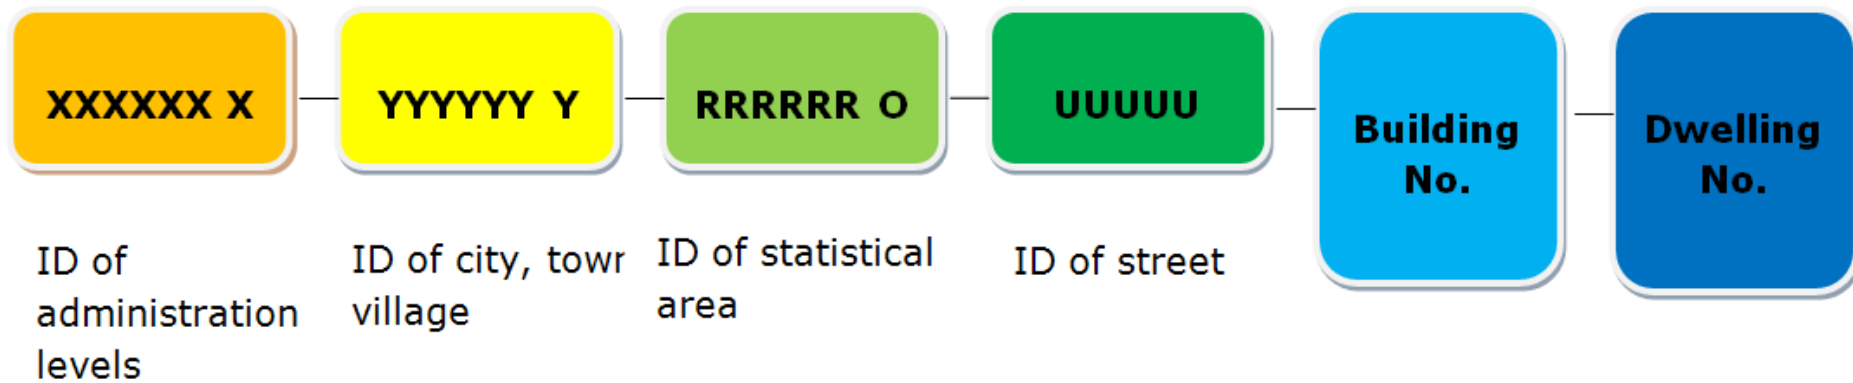 XXXXXX X
YYYYYY Y
RRRRRR O
UUUUU
Building
No.
Dwelling
No.
ID of
administration
levels
ID of city, town
village
ID of statistical
area
ID of street